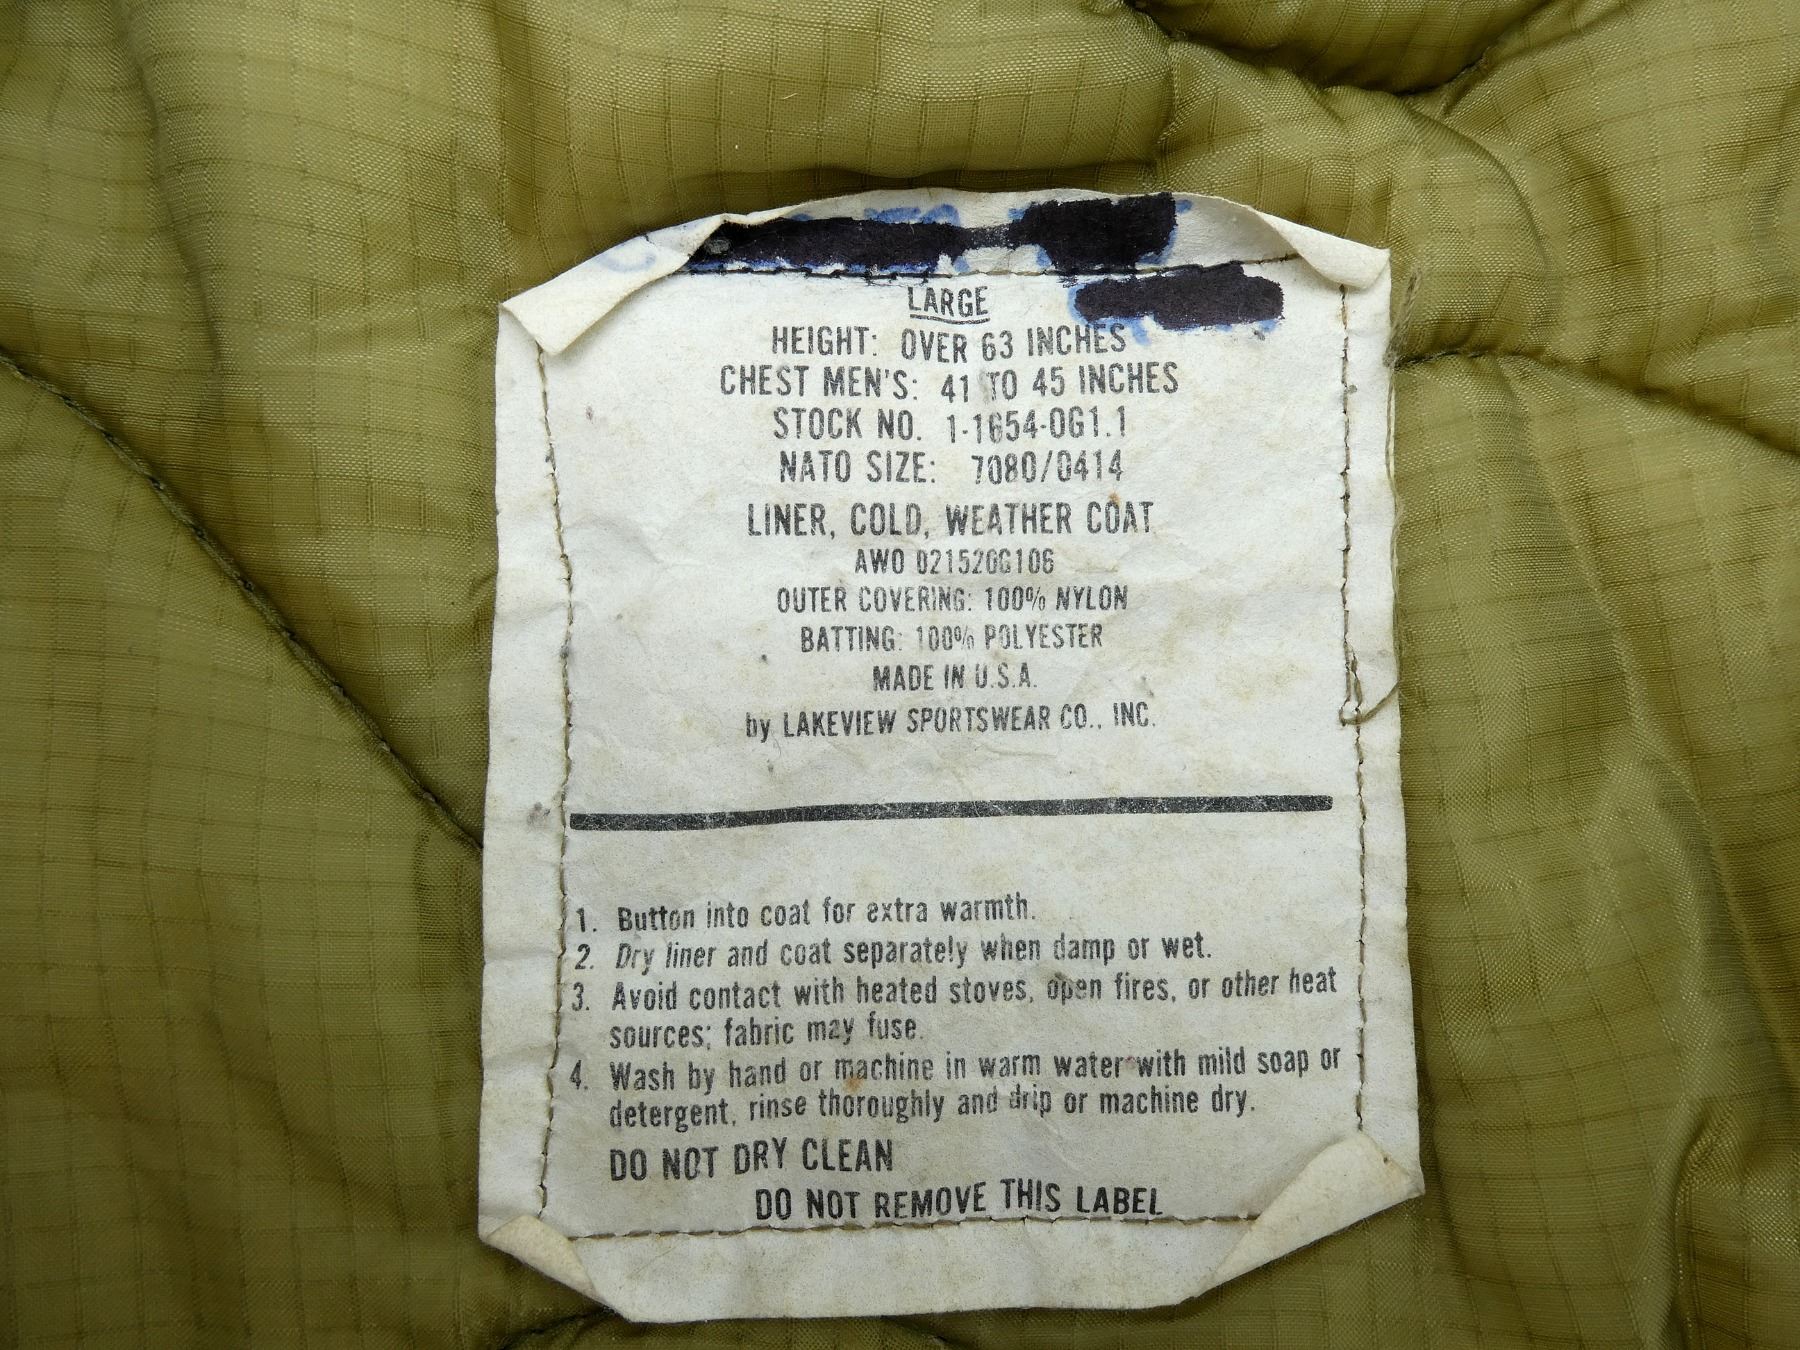 LARGE
HEIGHT: OVER 63 INCHES
CHEST MEN'S: 41 TO 45 INCHES
STOCK NO. 1-1654-OG1.1
NATO SIZE: 7080/0414
LINER, COLD, WEATHER COAT
AWO 021520G106
OUTER COVERING: 100% NYLON
BATTING: 100% POLYESTER
MADE IN U.S.A.
by LAKEVIEW SPORTSWEAR CO., INC.
1. Button into coat for extra warmth.
2. Dry liner and coat separately when damp or wet.
3. Avoid contact with heated stoves, open fires, or other heat
sources; fabric may fuse.
4. Wash by hand or machine in warm water with mild soap or
detergent, rinse thoroughly and drip or machine dry.
DO NOT DRY CLEAN
DO NOT REMOVE THIS LABEL